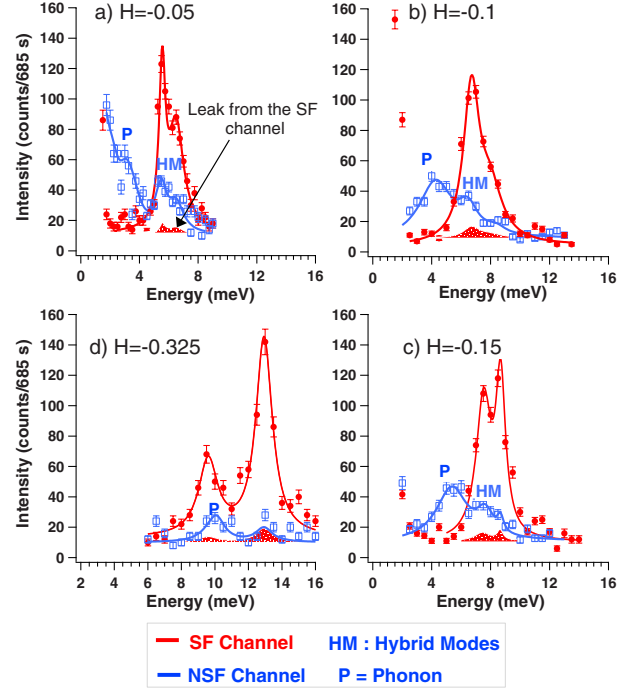 a) H=-0.05
b) H=-0.1
Intensity (counts/685 s)
160
140
120
100
80
60
40
20
0
P
HM
Leak from the SF
channel
0 4 8 12 16
Energy (meV)
160
140
120
100
80
60
40
20
0
P
HM
0 4 8 12 16
Energy (meV)
d) H=-0.325
c) H=-0.15
Intensity (counts/685 s)
160
140
120
100
80
60
40
20
0
P
2 4 6 8 10 12 14 16
Energy (meV)
160
140
120
100
80
60
40
20
0
P
HM
0 4 8 12 16
Energy (meV)
SF Channel HM : Hybrid Modes
NSF Channel P = Phonon